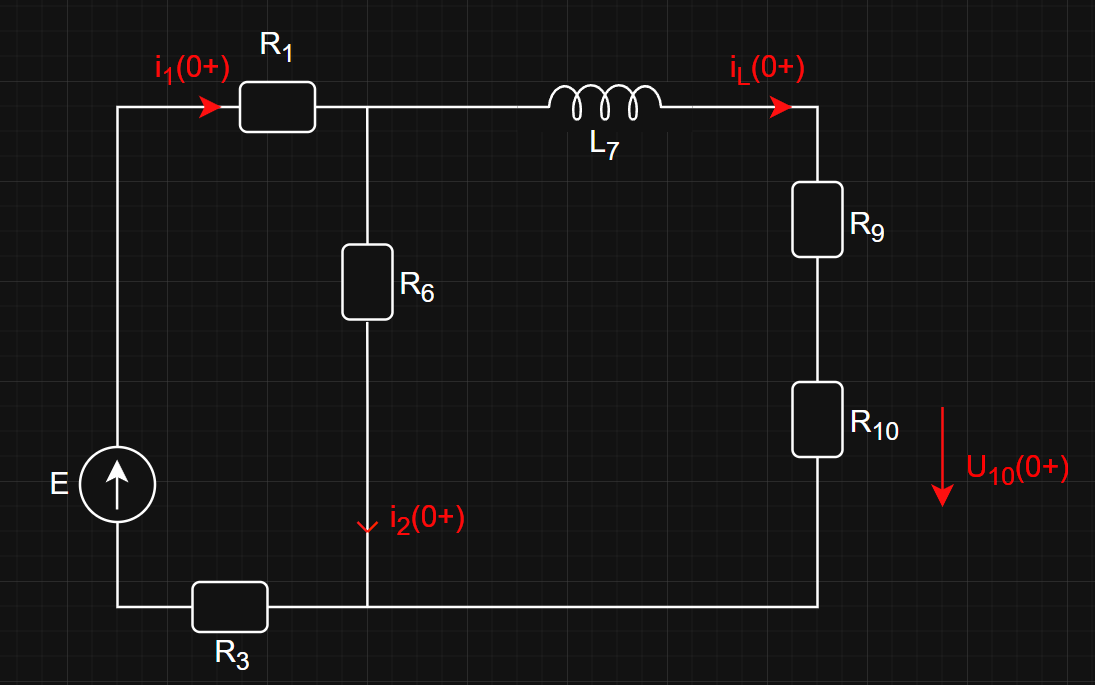 R1
i1(0+)
iL(0+)
L7
R9
R6
R10
U10(0+)
E
i2(0+)
R3